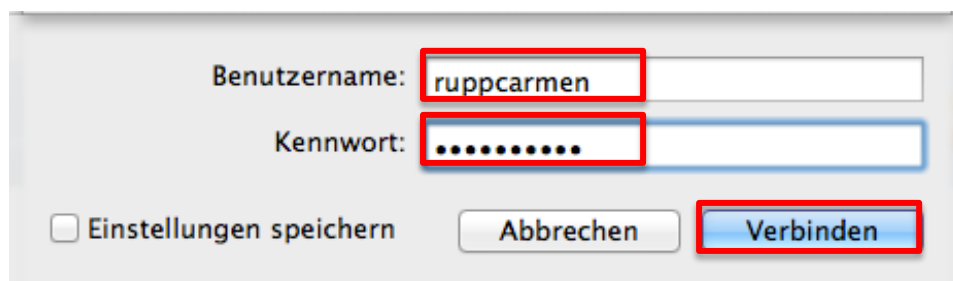 Benutzername: ruppcarmen
Kennwort: ••••••••••
Einstellungen speichern Abbrechen Verbinden